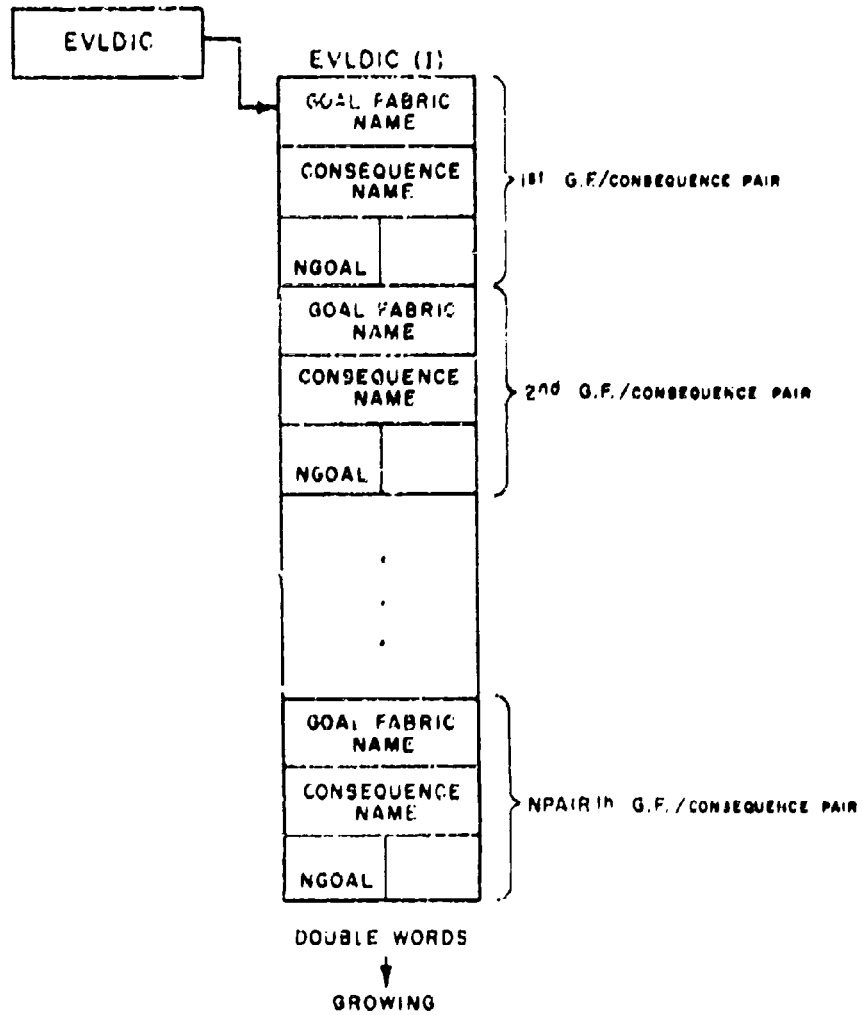 EVLDIC
EVLDIC (I)
GOAL FABRIC
NAME
CONSEQUENCE
NAME
1st G.F./CONSEQUENCE PAIR
NGOAL
GOAL FABRIC
NAME
CONSEQUENCE
NAME
2nd G.F./CONSEQUENCE PAIR
NGOAL
GOAL FABRIC
NAME
CONSEQUENCE
NAME
NPAIRth G.F./CONSEQUENCE PAIR
NGOAL
DOUBLE WORDS
GROWING